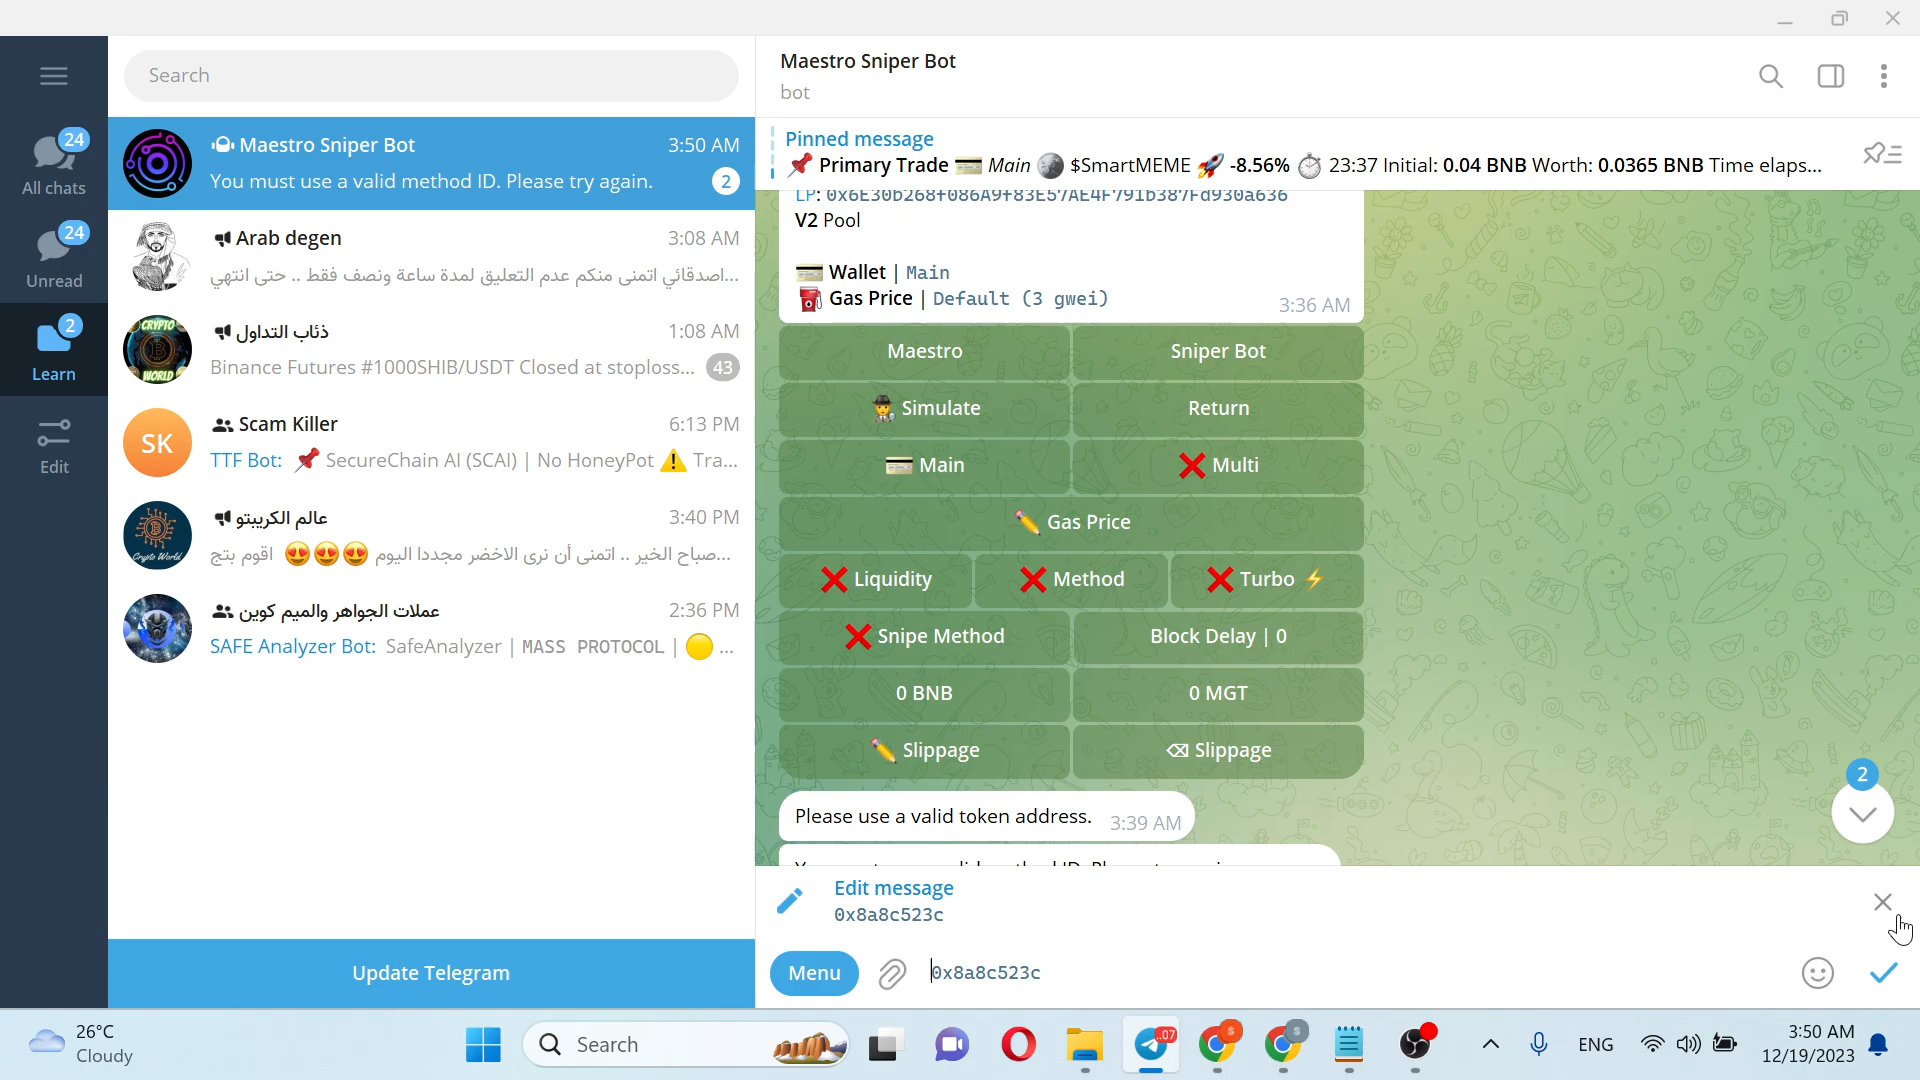 Search
Maestro Sniper Bot
bot
24
All chats
24
Unread
2
Learn
Edit
Maestro Sniper Bot 3:50 AM
You must use a valid method ID. Please try again. 2
Arab degen 3:08 AM
اصدقائي اتمنى منكم عدم التعليق لمدة ساعة ونصف فقط .. حتى انتهي...
ذئاب التداول 1:08 AM
Binance Futures #1000SHIB/USDT Closed at stoploss... 43
SK
Scam Killer 6:13 PM
TTF Bot: 📌 SecureChain AI (SCAI) | No HoneyPot ⚠️ Tra...
CRYPTO
WORLD
عالم الكريبتو 3:40 PM
صباح الخير .. اتمنى أن نرى الاخضر مجددا اليوم 😍😍😍 اقوم بتج...
Crypto World
عملات الجواهر والميم كوين 2:36 PM
SAFE Analyzer Bot: SafeAnalyzer | MASS PROTOCOL | 🟡 ...
Update Telegram
Pinned message
📌 Primary Trade 💳 Main 🌚 $SmartMEME 🚀 -8.56% ⏱ 23:37 Initial: 0.04 BNB Worth: 0.0365 BNB Time elaps...
LP: 0x6E30b268f086A9f83E57AE4F791b387Fd930a636
V2 Pool
💳 Wallet | Main
⛽ Gas Price | Default (3 gwei) 3:36 AM
Maestro Sniper Bot
🕵 Simulate Return
💳 Main ❌ Multi
✏️ Gas Price
❌ Liquidity ❌ Method ❌ Turbo ⚡
❌ Snipe Method Block Delay | 0
0 BNB 0 MGT
✏️ Slippage ⌫ Slippage
Please use a valid token address. 3:39 AM
2
Edit message
0x8a8c523c
Menu 0x8a8c523c
26°C
Cloudy
Search
..07
S
S
ENG
3:50 AM
12/19/2023